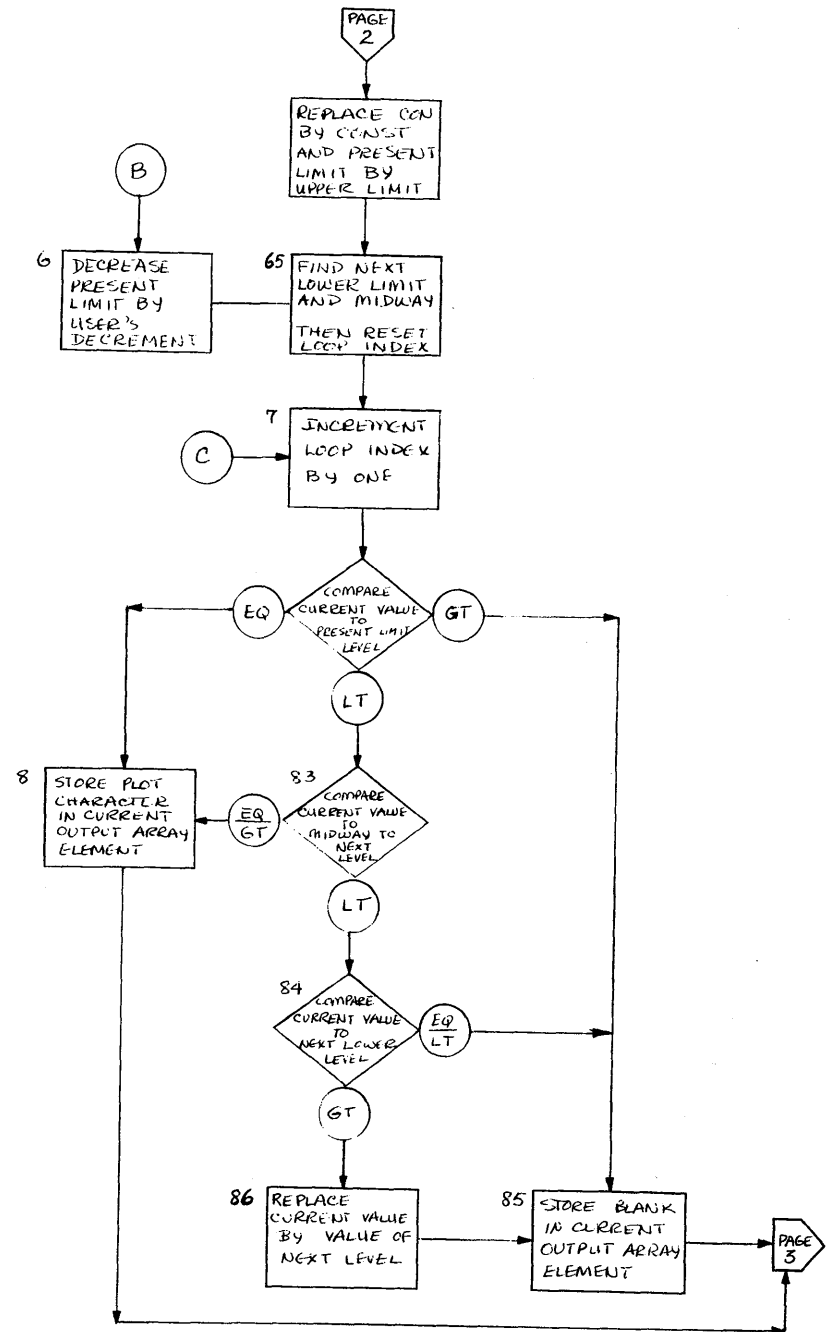 PAGE
2
REPLACE CON
BY CONST
AND PRESENT
LIMIT BY
UPPER LIMIT
B
6
DECREASE
PRESENT
LIMIT BY
USER'S
DECREMENT
65
FIND NEXT
LOWER LIMIT
AND MIDWAY
THEN RESET
LOOP INDEX
7
INCREMENT
LOOP INDEX
BY ONE
C
COMPARE
CURRENT VALUE
TO
PRESENT LIMIT
LEVEL
EQ
GT
LT
8
STORE PLOT
CHARACTER
IN CURRENT
OUTPUT ARRAY
ELEMENT
EQ
GT
83
COMPARE
CURRENT VALUE
TO
MIDWAY TO
NEXT
LEVEL
LT
84
COMPARE
CURRENT VALUE
TO
NEXT LOWER
LEVEL
EQ
LT
GT
86
REPLACE
CURRENT VALUE
BY VALUE OF
NEXT LEVEL
85
STORE BLANK
IN CURRENT
OUTPUT ARRAY
ELEMENT
PAGE
3